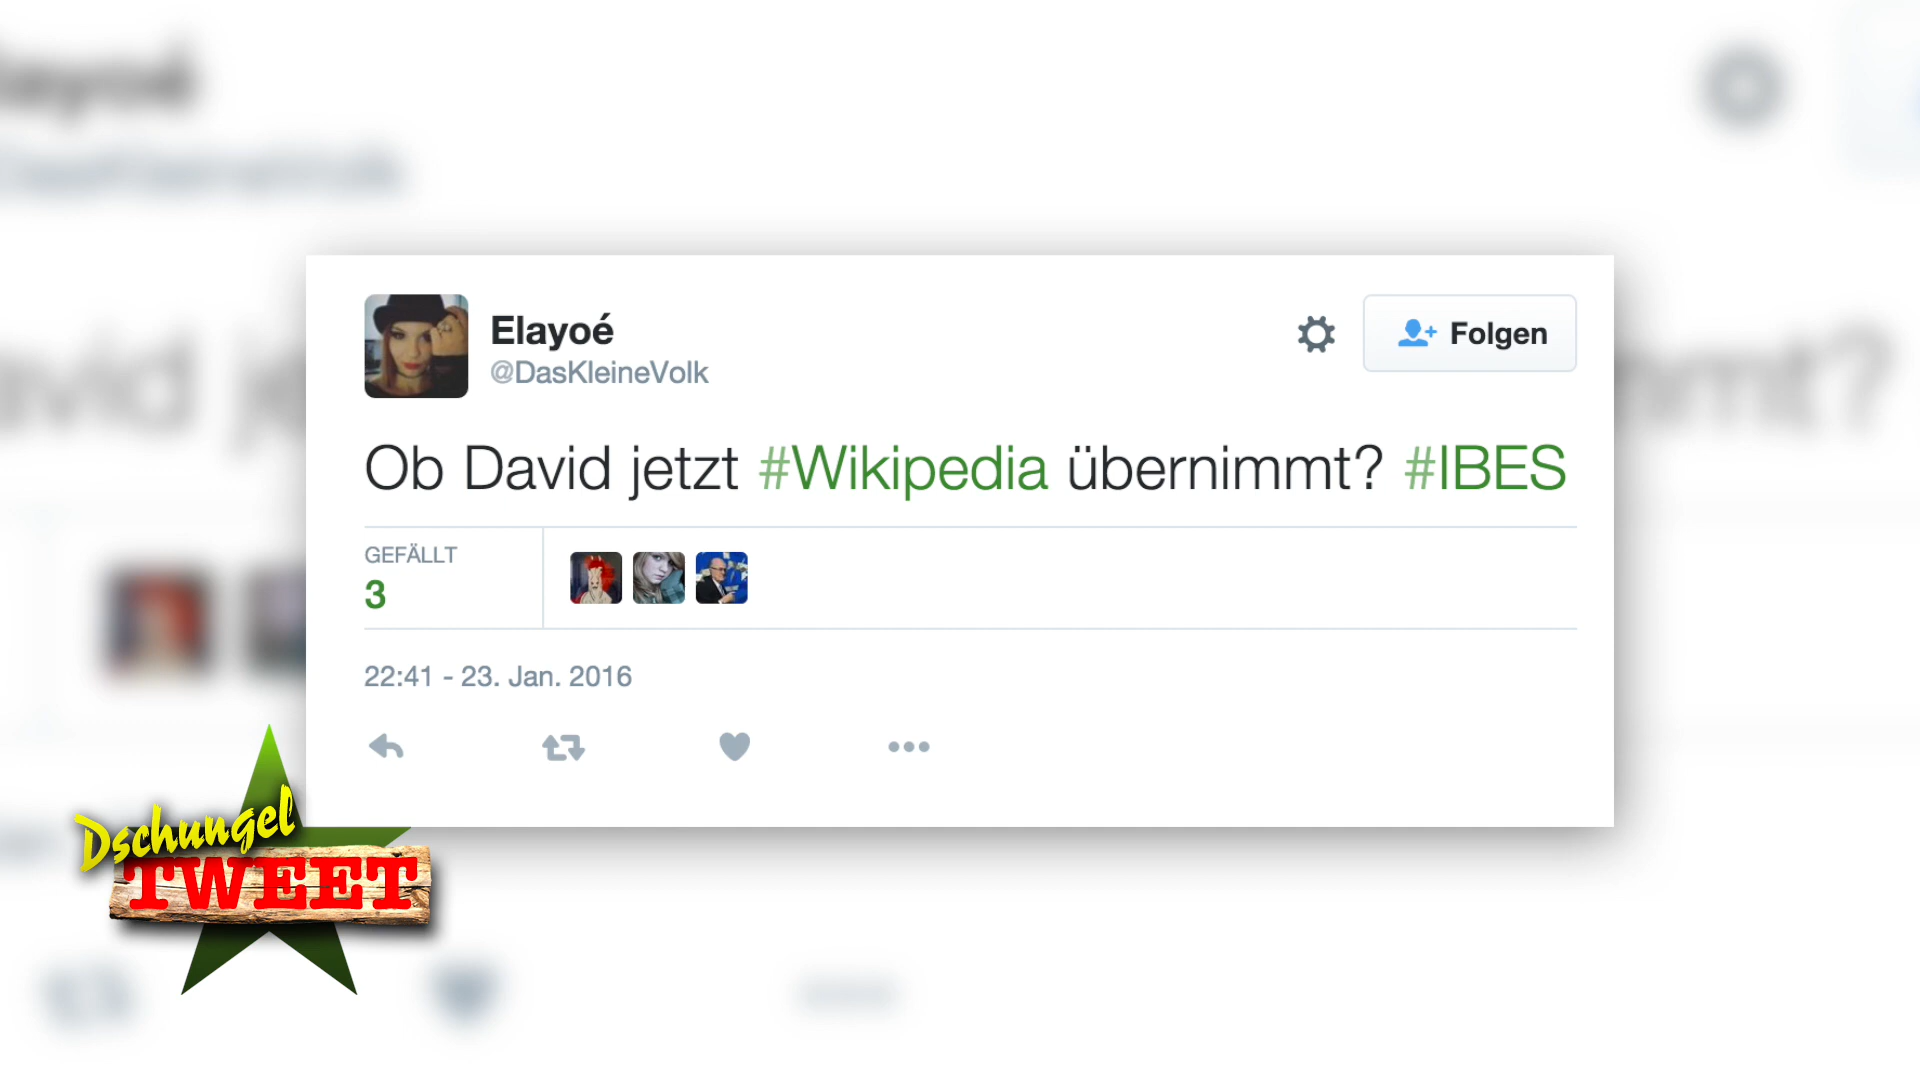 Elayoé
@DasKleineVolk
Folgen
Ob David jetzt #Wikipedia übernimmt? #IBES
GEFÄLLT
3
22:41 - 23. Jan. 2016
Dschungel
TWEET